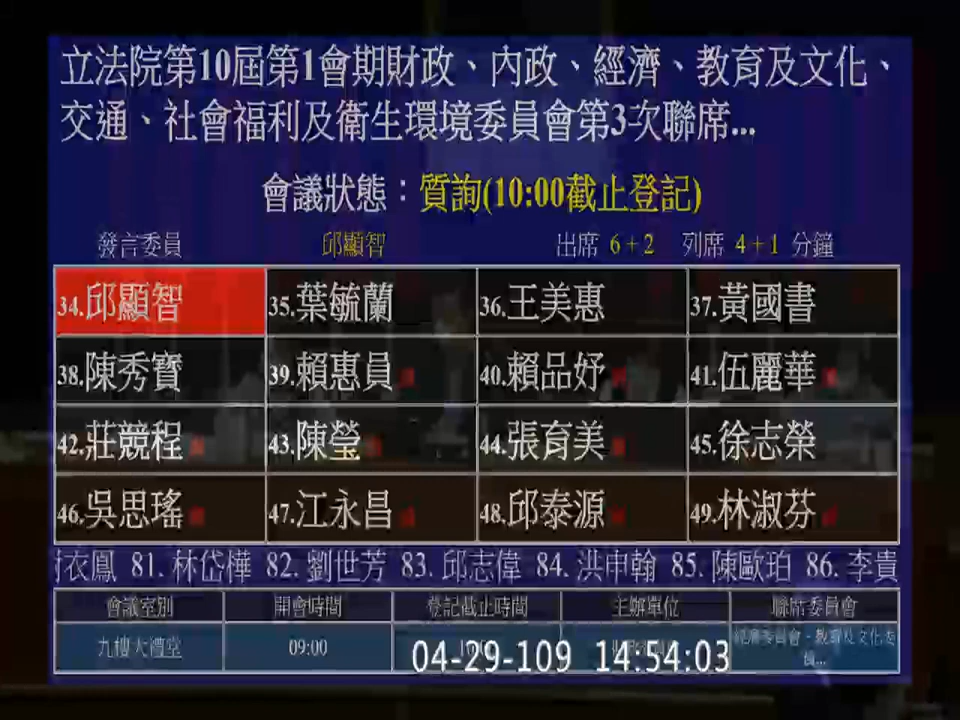 立法院第10屆第1會期財政、內政、經濟、教育及文化、
交通、社會福利及衛生環境委員會第3次聯席...
會議狀態：質詢(10:00截止登記)
發言委員 邱顯智 出席 6+2 列席 4+1 分鐘
34.邱顯智 35.葉毓蘭 36.王美惠 37.黃國書
38.陳秀寶 39.賴惠員 40.賴品妤 41.伍麗華
42.莊競程 43.陳瑩 44.張育美 45.徐志榮
46.吳思瑤 47.江永昌 48.邱泰源 49.林淑芬
衣鳳 81. 林岱樺 82. 劉世芳 83. 邱志偉 84. 洪申翰 85. 陳歐珀 86. 李貴
會議室別 開會時間 登記截止時間 主辦單位 聯席委員會
九樓大禮堂 09:00
04-29-109 14:54:03